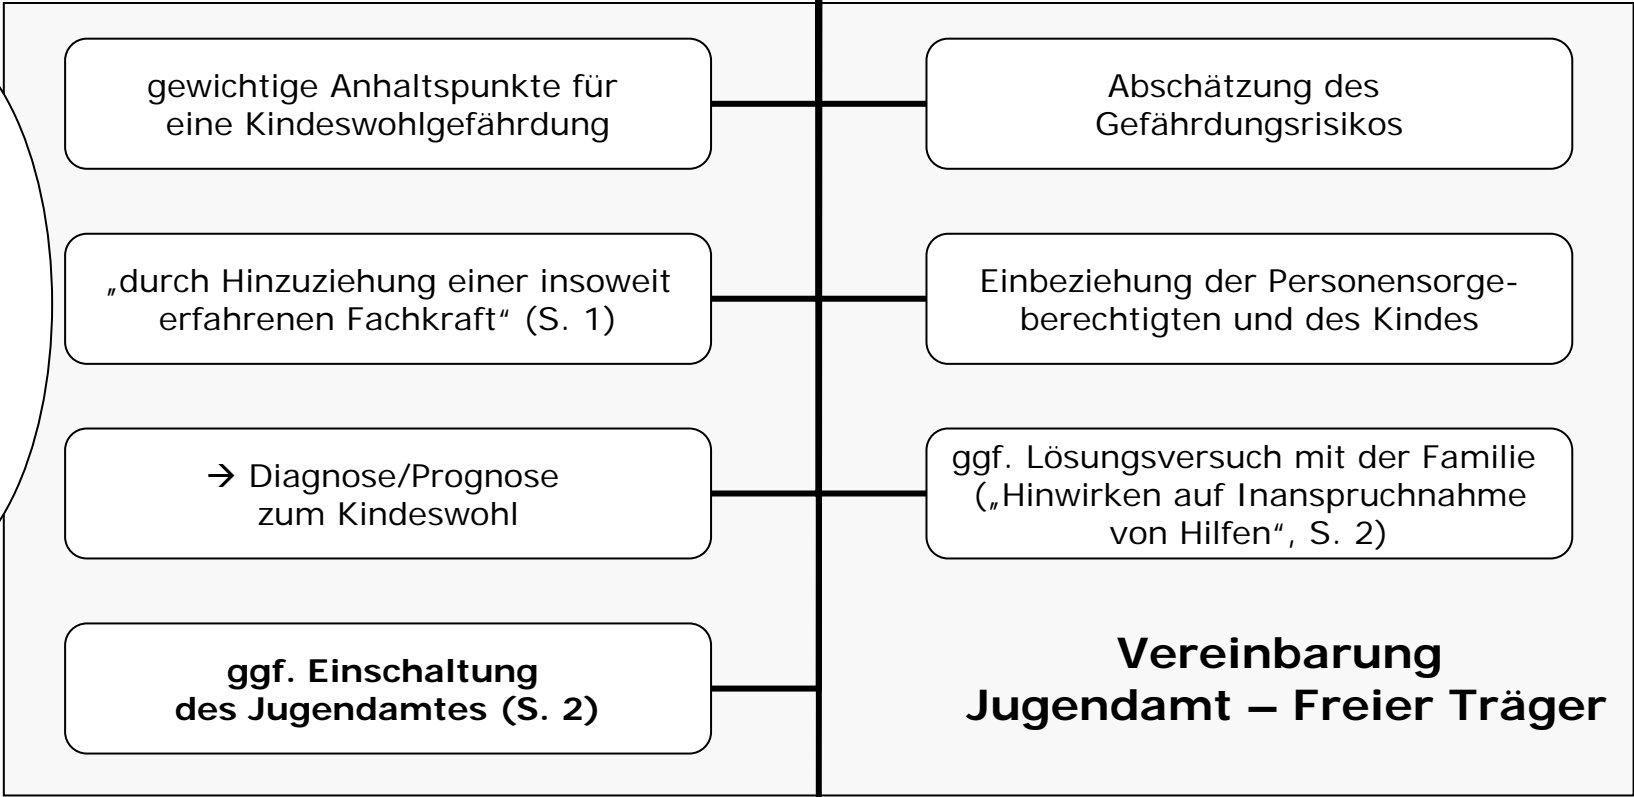 gewichtige Anhaltspunkte für
eine Kindeswohlgefährdung
Abschätzung des
Gefährdungsrisikos
„durch Hinzuziehung einer insoweit
erfahrenen Fachkraft“ (S. 1)
Einbeziehung der Personensorge-
berechtigten und des Kindes
→ Diagnose/Prognose
zum Kindeswohl
ggf. Lösungsversuch mit der Familie
(„Hinwirken auf Inanspruchnahme
von Hilfen“, S. 2)
ggf. Einschaltung
des Jugendamtes (S. 2)
Vereinbarung
Jugendamt – Freier Träger